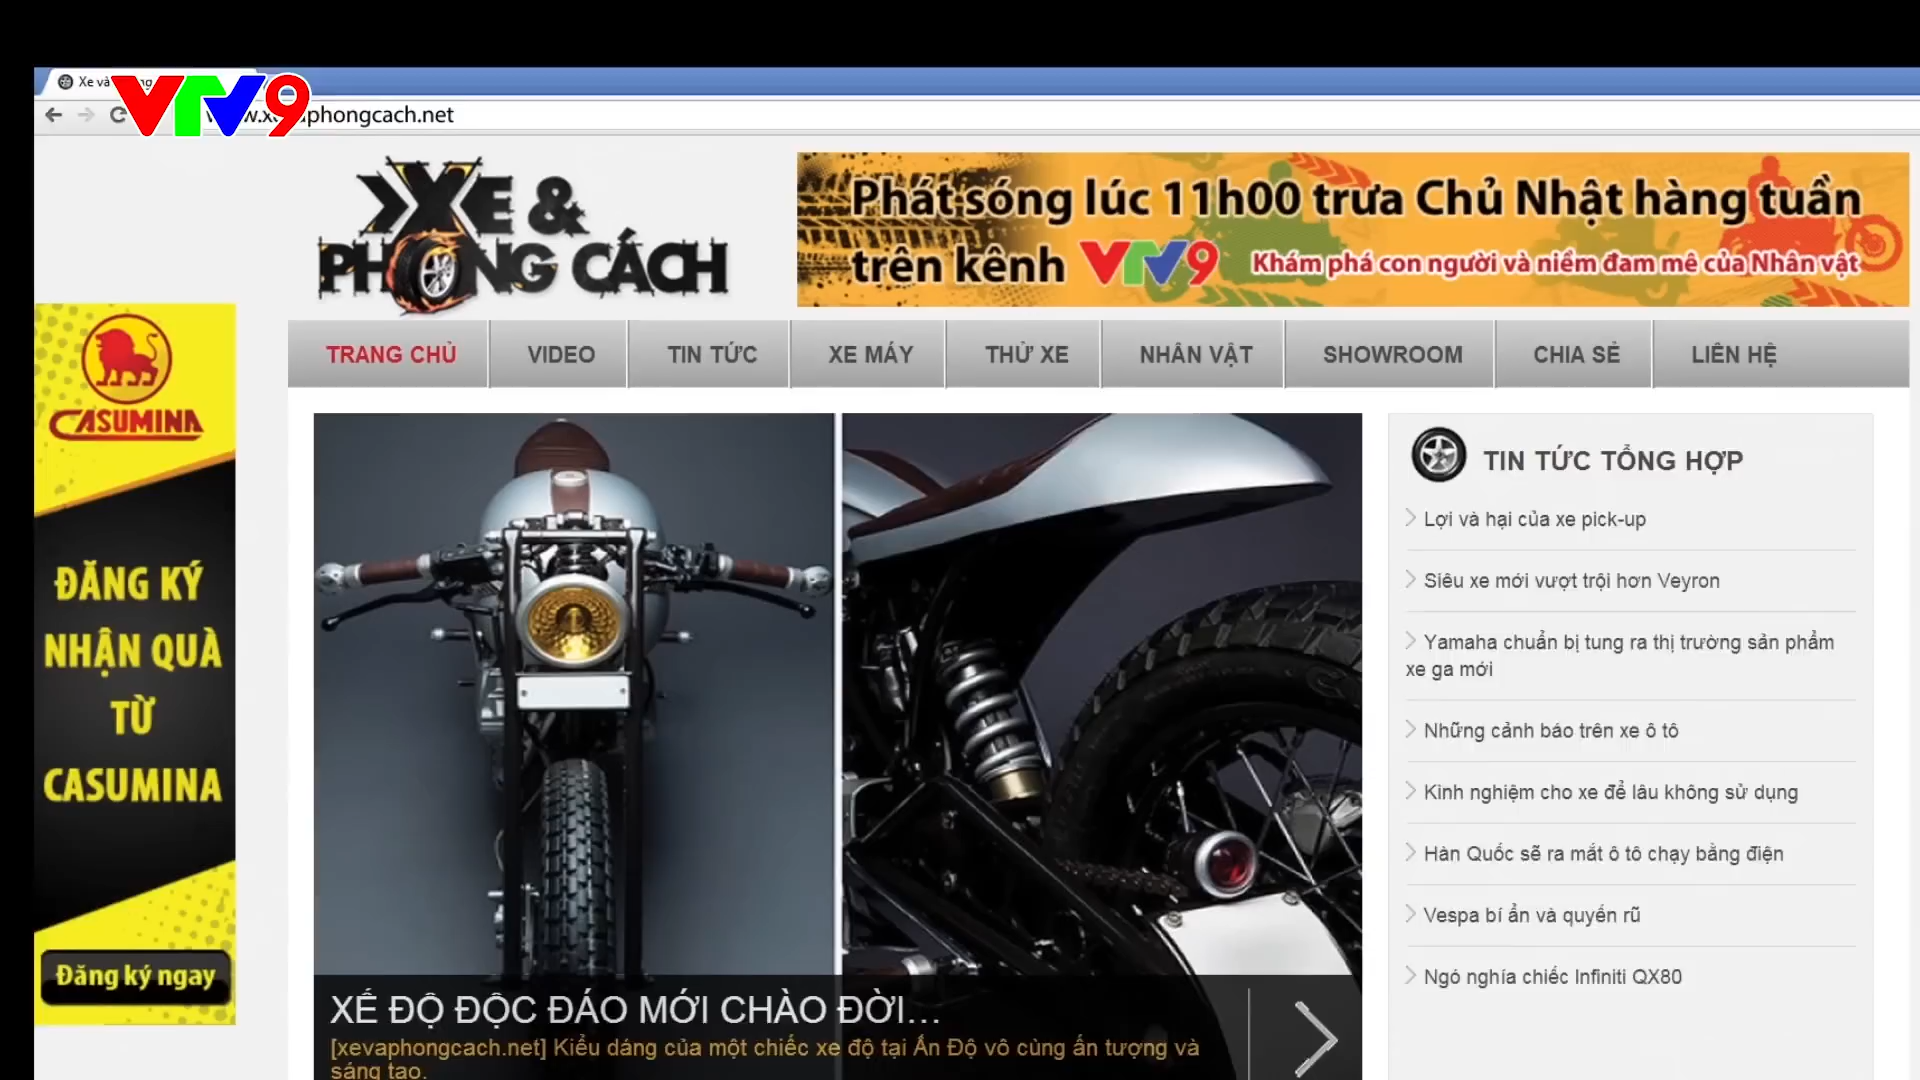 Xe và
VTV9
phongcach.net
XE &
PHONG CÁCH
Phát sóng lúc 11h00 trưa Chủ Nhật hàng tuần
trên kênh VTV9 Khám phá con người và niềm đam mê của Nhân vật
TRANG CHỦ VIDEO TIN TỨC XE MÁY THỬ XE NHÂN VẬT SHOWROOM CHIA SẺ LIÊN HỆ
CASUMINA
ĐĂNG KÝ
NHẬN QUÀ
TỪ
CASUMINA
Đăng ký ngay
XẾ ĐỘ ĐỘC ĐÁO MỚI CHÀO ĐỜI...
[xevaphongcach.net] Kiểu dáng của một chiếc xe độ tại Ấn Độ vô cùng ấn tượng và
sáng tạo.
TIN TỨC TỔNG HỢP
Lợi và hại của xe pick-up
Siêu xe mới vượt trội hơn Veyron
Yamaha chuẩn bị tung ra thị trường sản phẩm
xe ga mới
Những cảnh báo trên xe ô tô
Kinh nghiệm cho xe để lâu không sử dụng
Hàn Quốc sẽ ra mắt ô tô chạy bằng điện
Vespa bí ẩn và quyến rũ
Ngó nghía chiếc Infiniti QX80